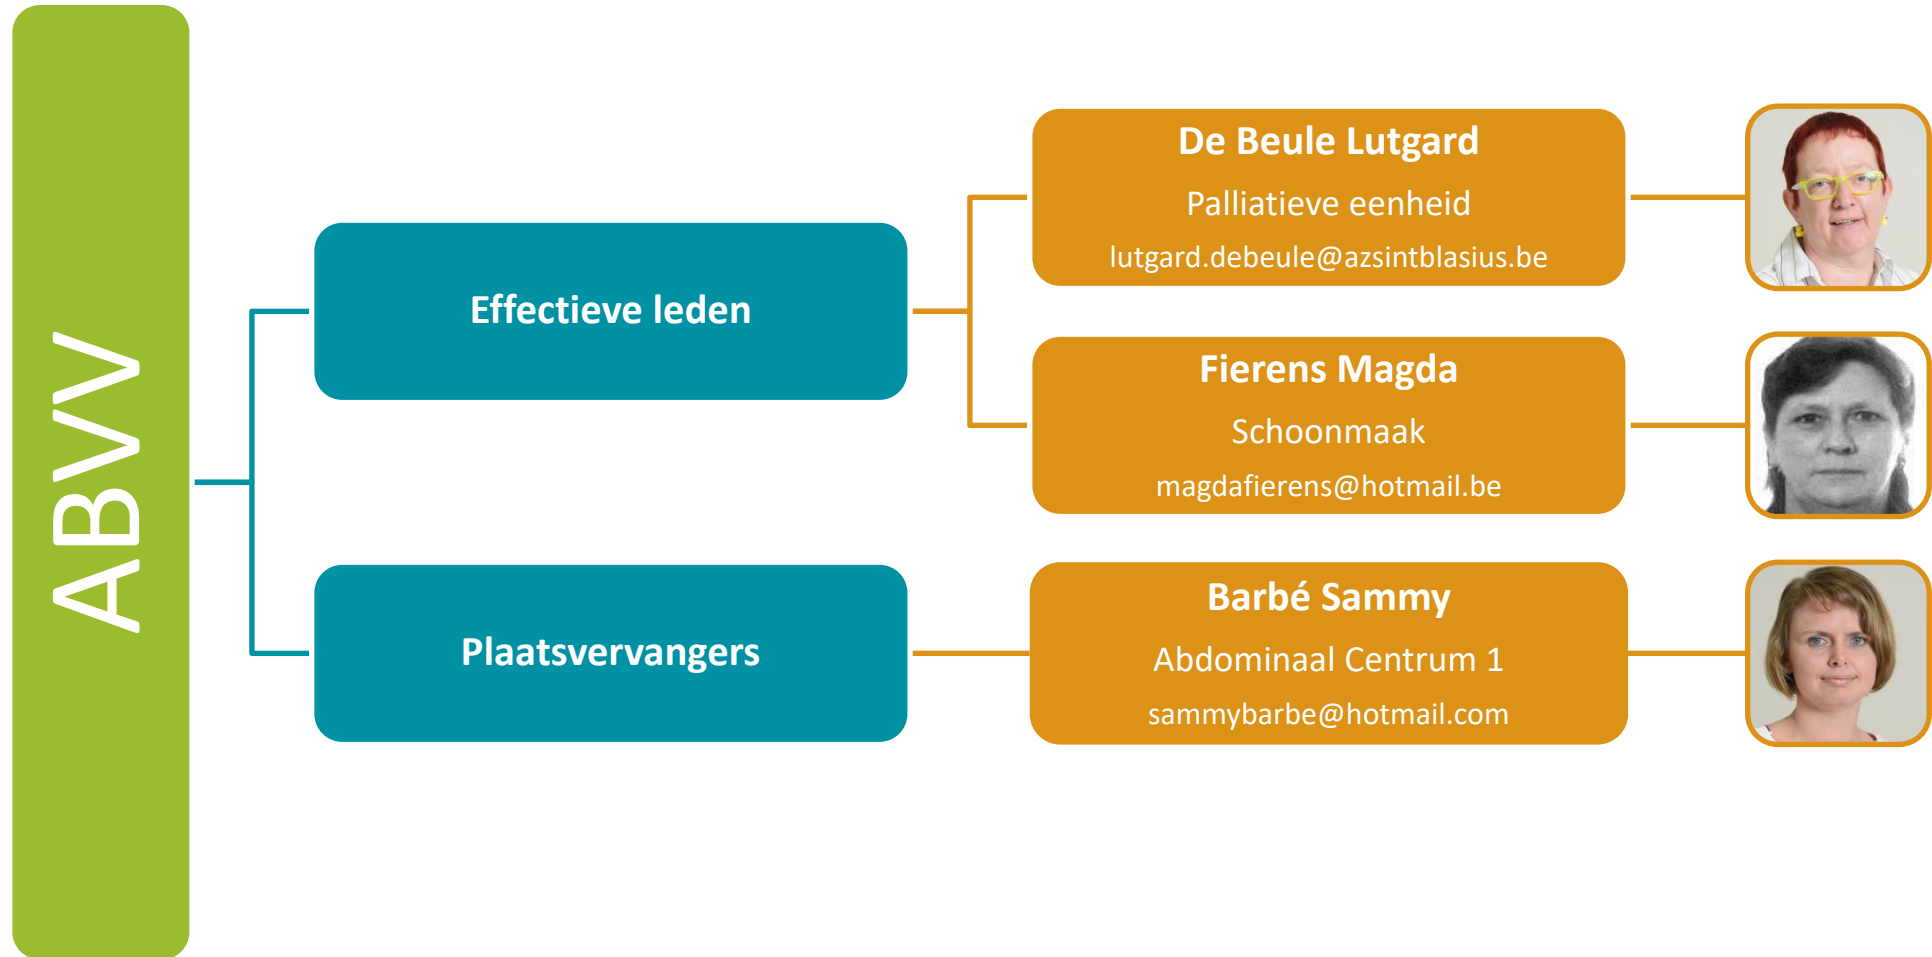 ABVV
Effectieve leden
De Beule Lutgard
Palliatieve eenheid
lutgard.debeule@azsintblasius.be
Fierens Magda
Schoonmaak
magdafierens@hotmail.be
Plaatsvervangers
Barbé Sammy
Abdominaal Centrum 1
sammybarbe@hotmail.com